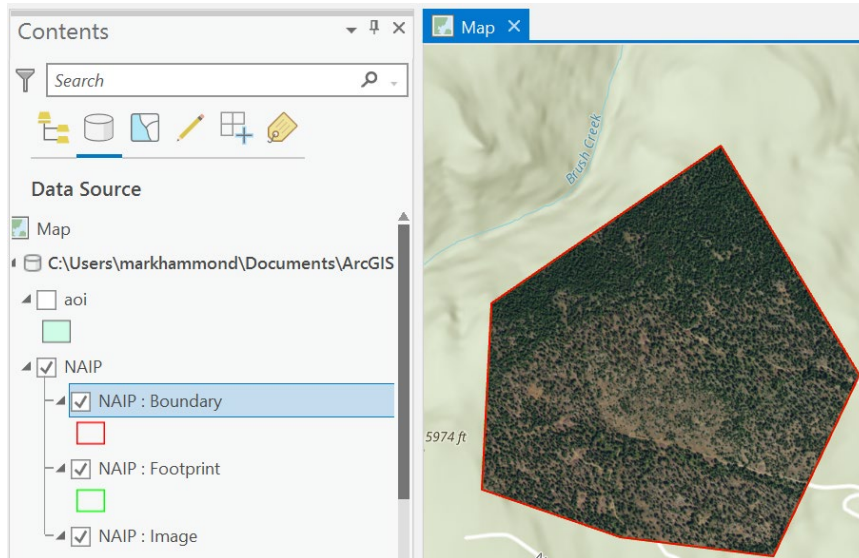 Contents
Search
Data Source
Map
C:\Users\markhammond\Documents\ArcGIS
aoi
NAIP
NAIP : Boundary
NAIP : Footprint
NAIP : Image
Map
Brush Creek
5974 ft